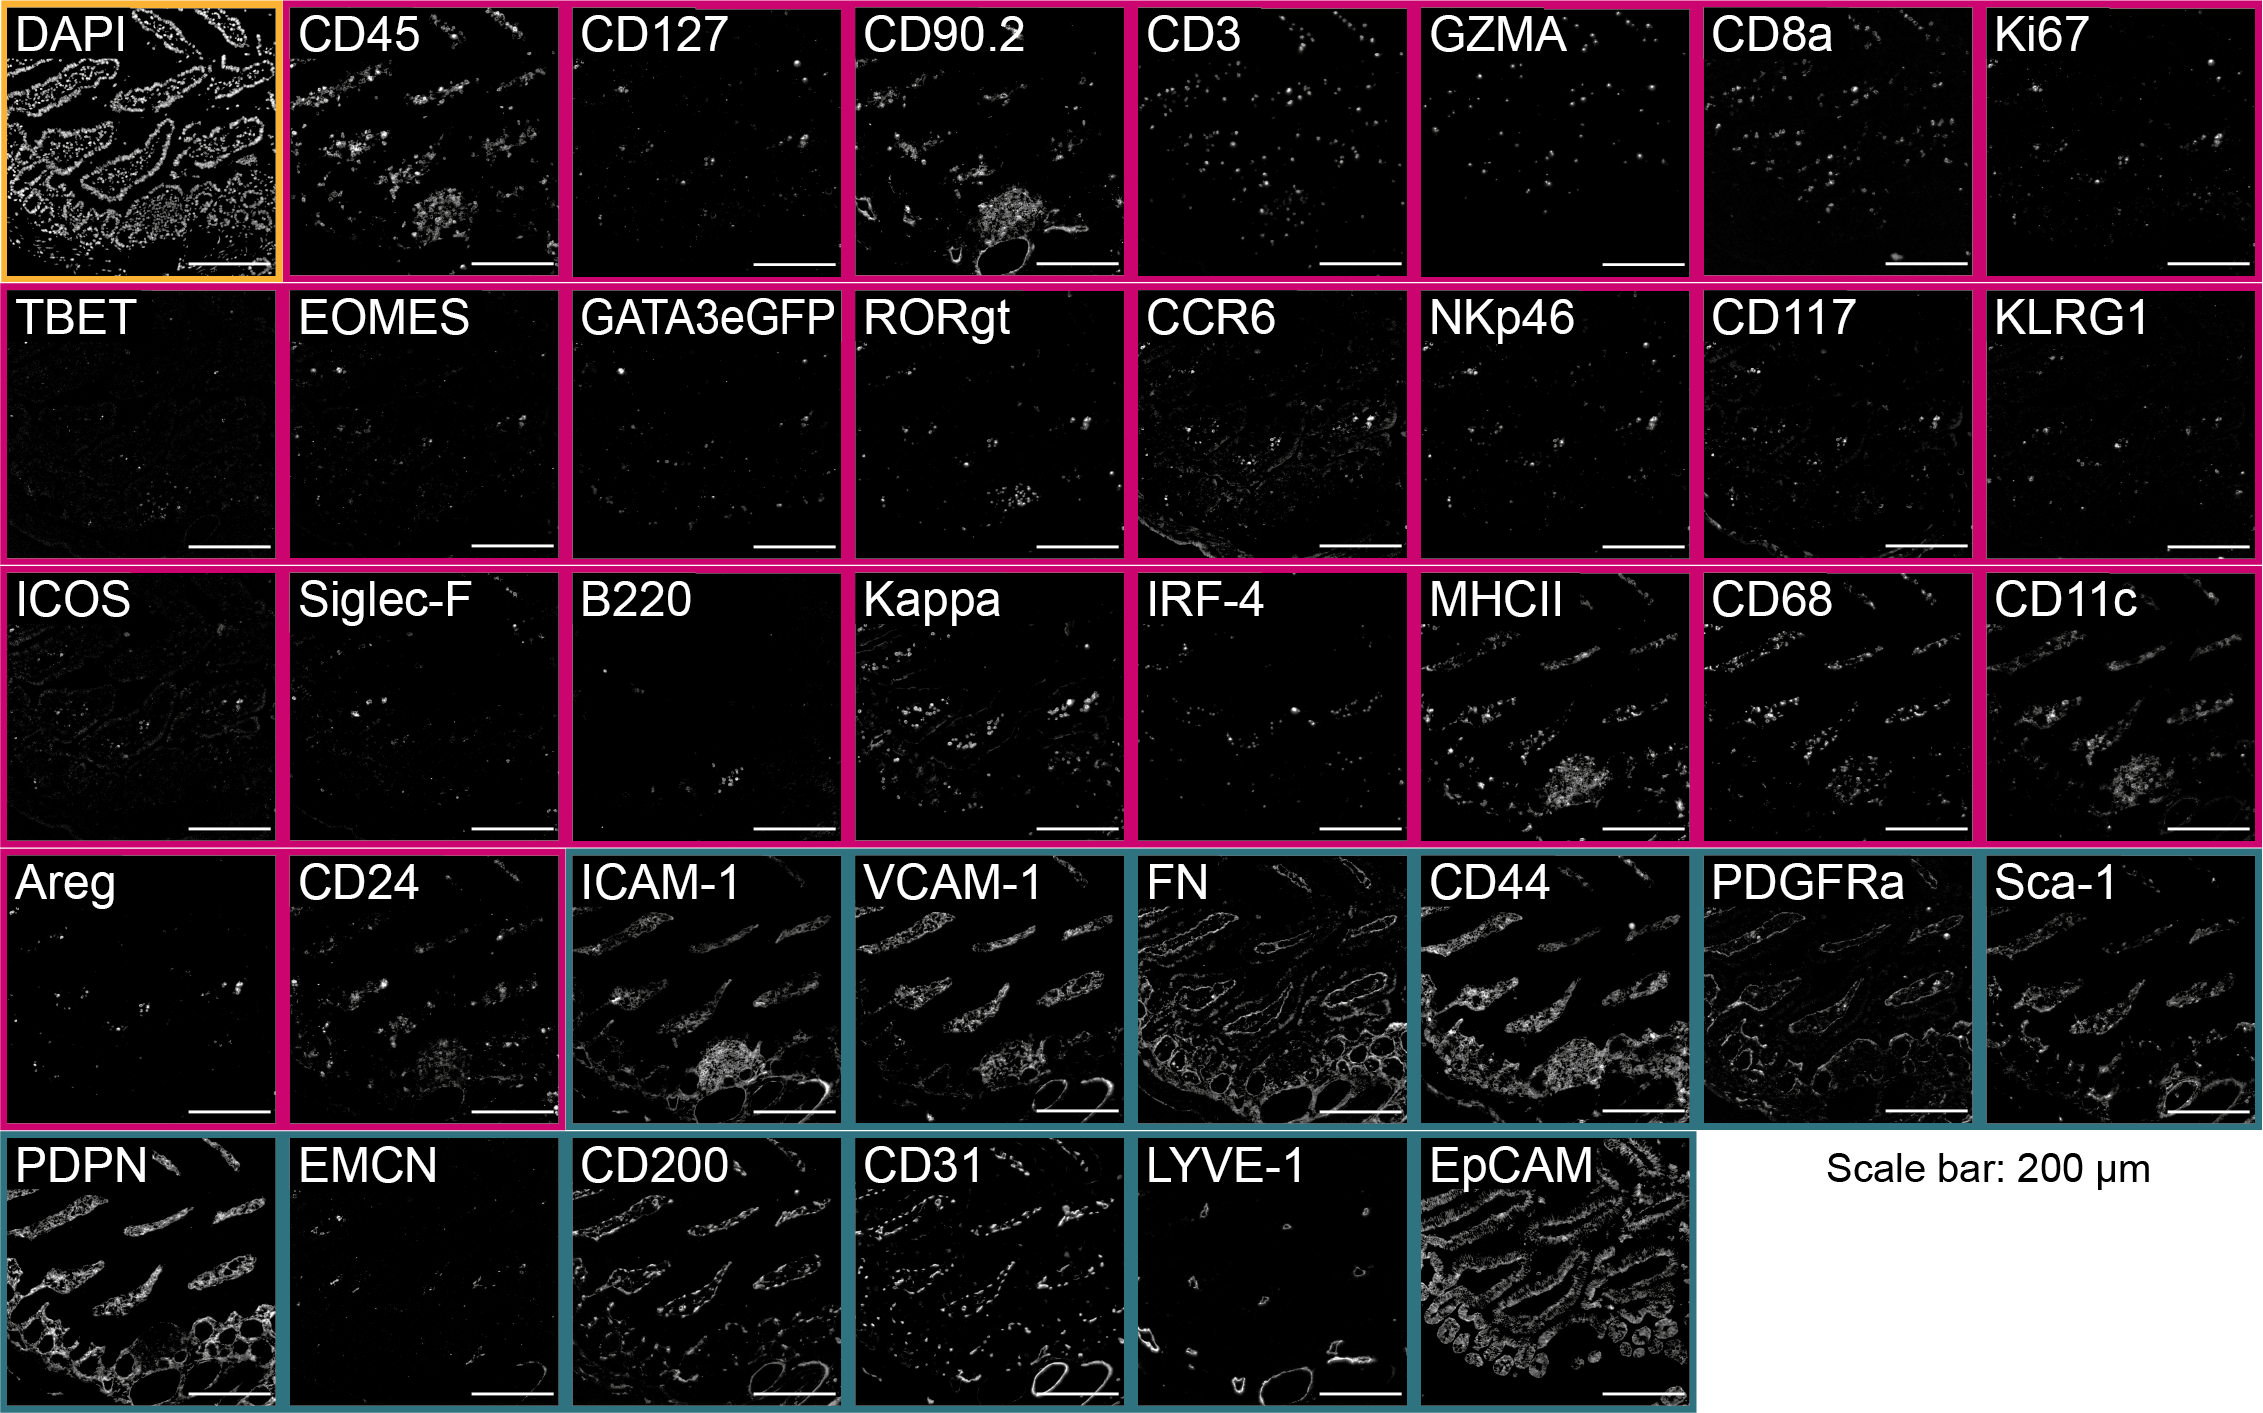 DAPI CD45 CD127 CD90.2 CD3 GZMA CD8a Ki67
TBET EOMES GATA3eGFP RORgt CCR6 NKp46 CD117 KLRG1
ICOS Siglec-F B220 Kappa IRF-4 MHCII CD68 CD11c
Areg CD24 ICAM-1 VCAM-1 FN CD44 PDGFRa Sca-1
PDPN EMCN CD200 CD31 LYVE-1 EpCAM Scale bar: 200 µm